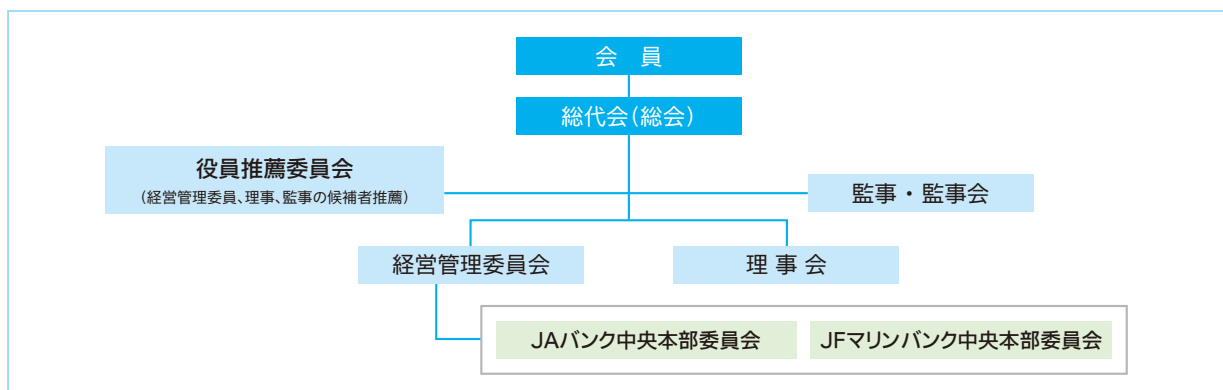 会 員
総代会(総会)
役員推薦委員会
(経営管理委員、理事、監事の候補者推薦)
監事・監事会
経営管理委員会
理 事 会
JAバンク中央本部委員会
JFマリンバンク中央本部委員会